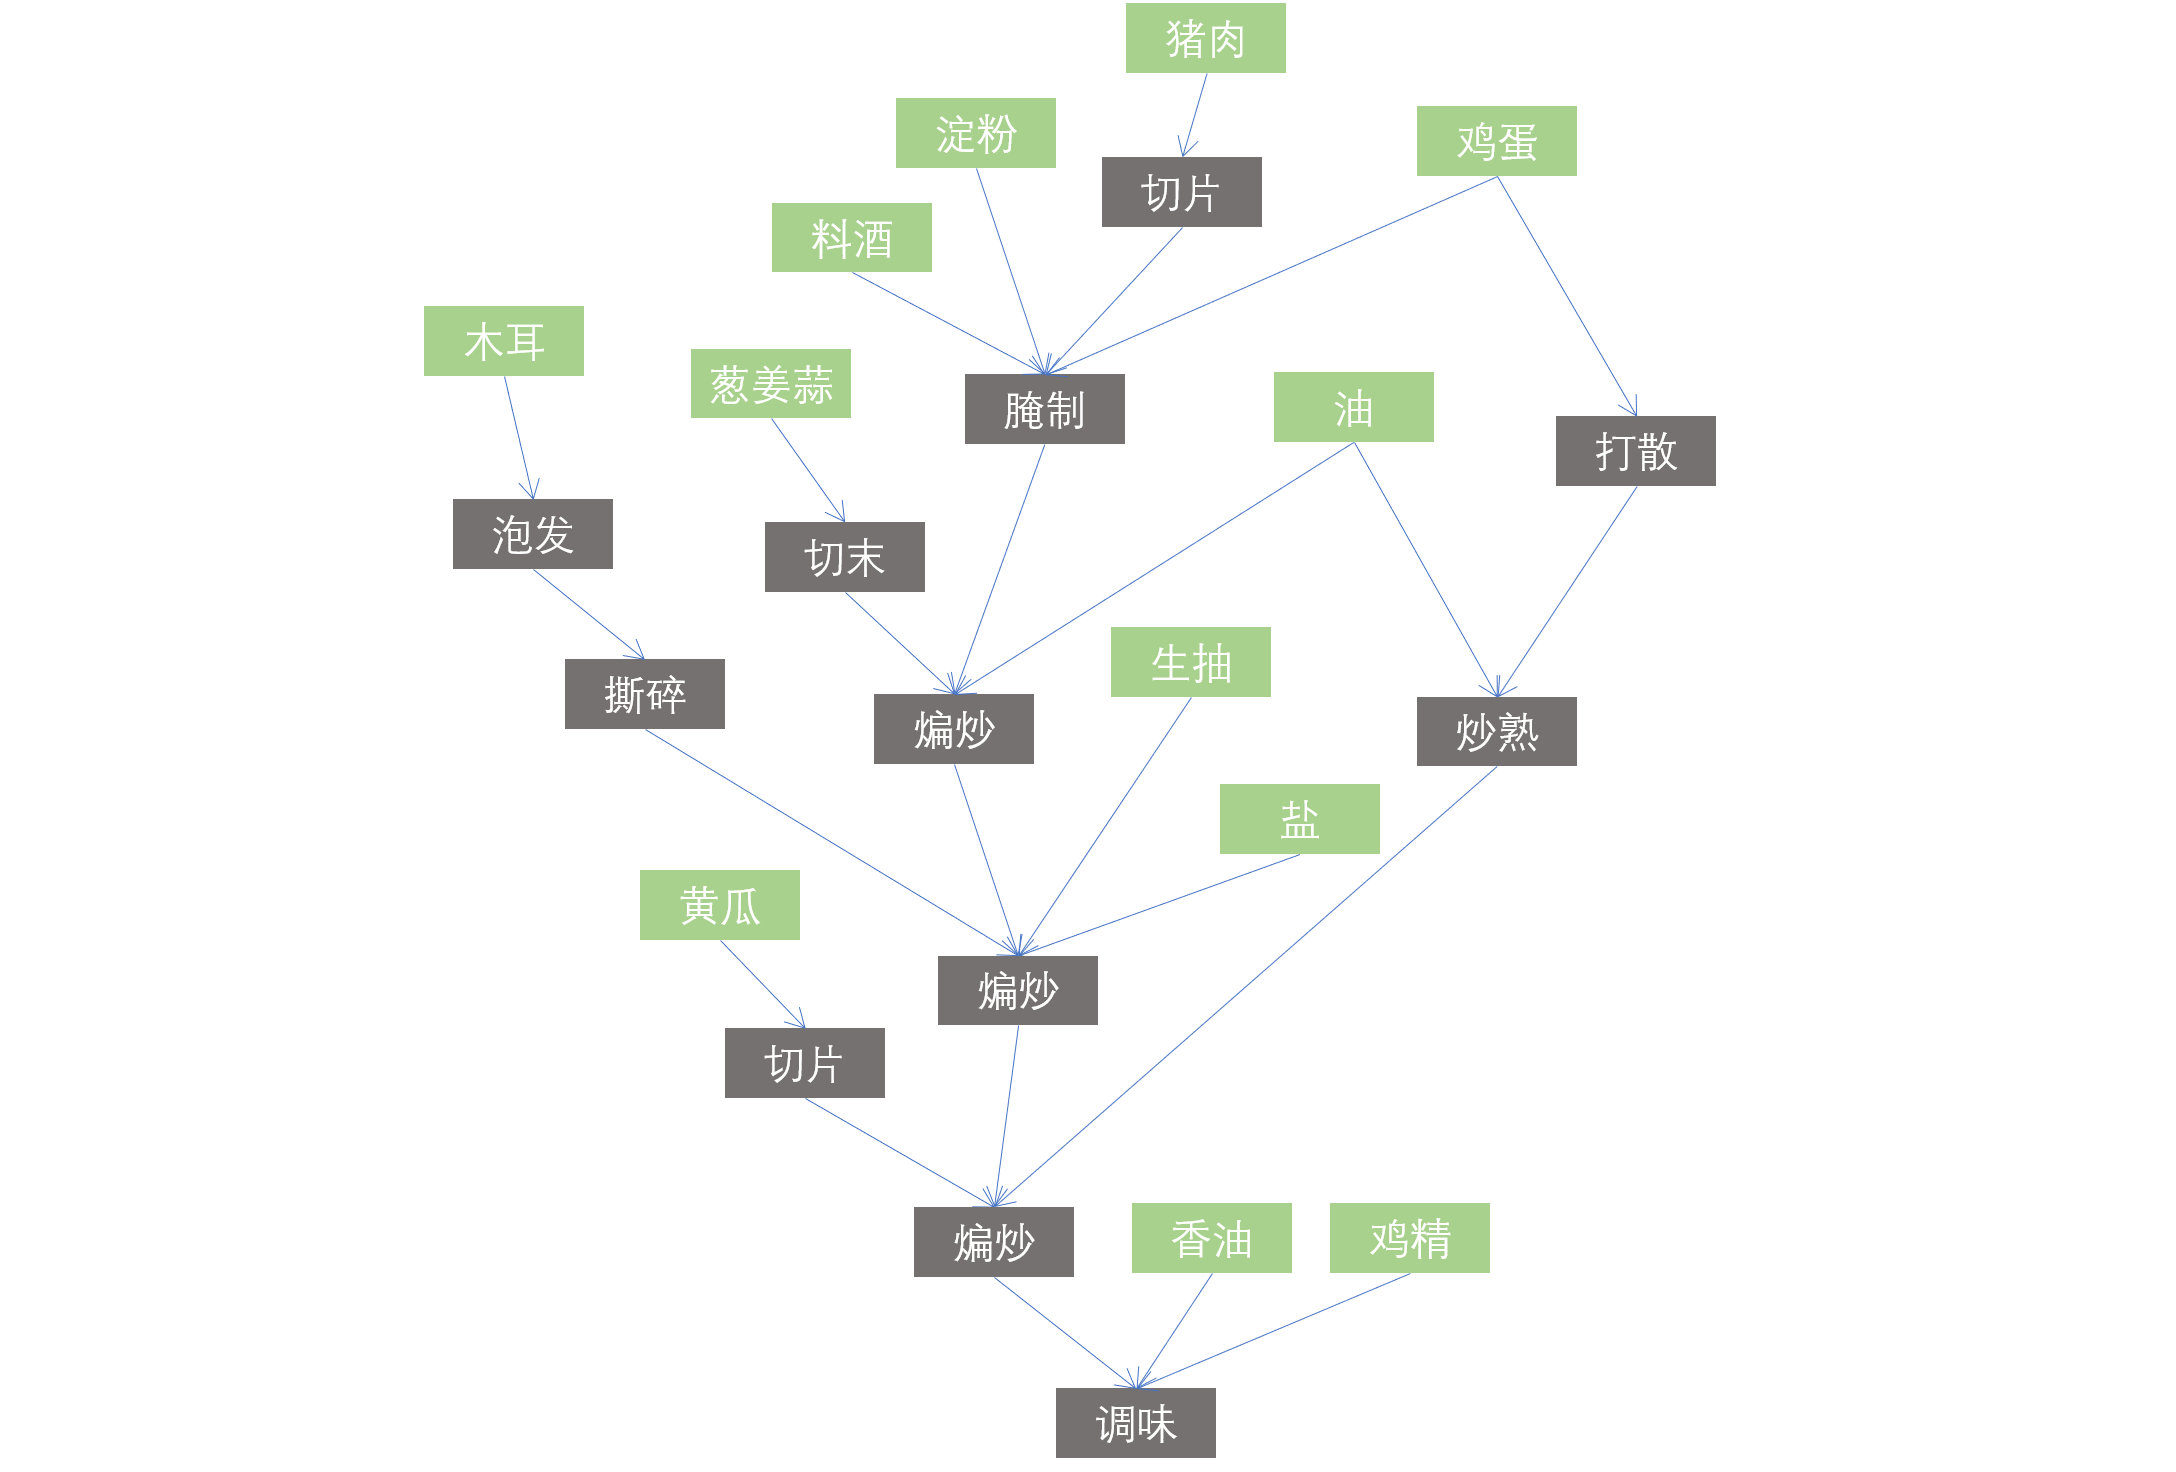 猪肉
淀粉
鸡蛋
切片
料酒
木耳
葱姜蒜
腌制
油
打散
泡发
切末
生抽
撕碎
煸炒
炒熟
盐
黄瓜
煸炒
切片
煸炒
香油
鸡精
调味